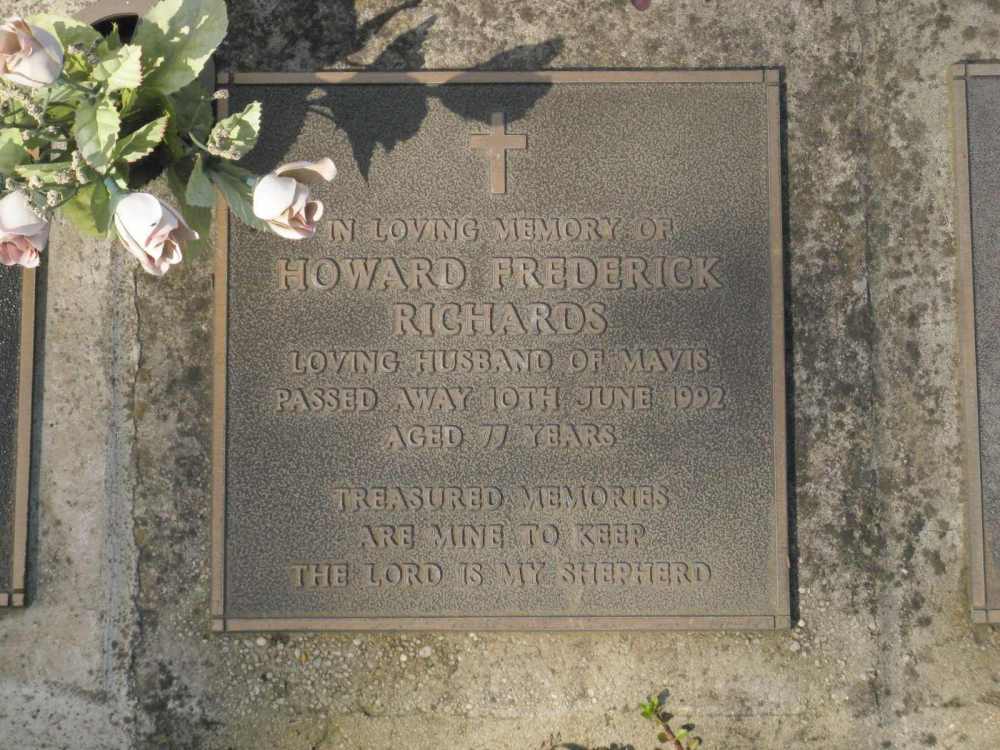 IN LOVING MEMORY OF
HOWARD FREDERICK
RICHARDS
LOVING HUSBAND OF MAVIS
PASSED AWAY 10TH JUNE 1992
AGED 77 YEARS
TREASURED MEMORIES
ARE MINE TO KEEP
THE LORD IS MY SHEPHERD